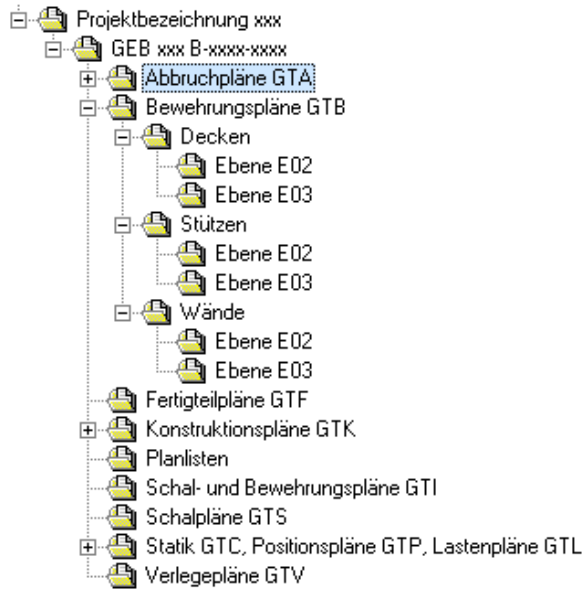 Projektbezeichnung xxx
GEB xxx B-xxxx-xxxx
Abbruchpläne GTA
Bewehrungspläne GTB
Decken
Ebene E02
Ebene E03
Stützen
Ebene E02
Ebene E03
Wände
Ebene E02
Ebene E03
Fertigteilpläne GTF
Konstruktionspläne GTK
Planlisten
Schal- und Bewehrungspläne GTI
Schalpläne GTS
Statik GTC, Positionspläne GTP, Lastenpläne GTL
Verlegepläne GTV